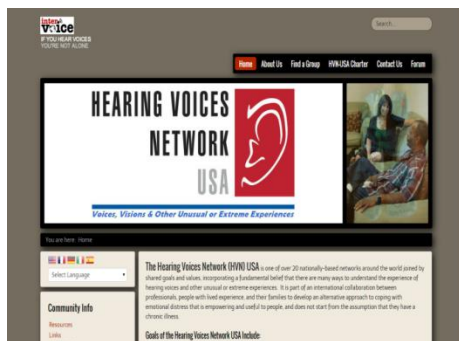 inter
voice
IF YOU HEAR VOICES
YOU'RE NOT ALONE
Search...
Home About Us Find a Group HVN-USA Charter Contact Us Forum
HEARING VOICES
NETWORK
USA
Voices, Visions & Other Unusual or Extreme Experiences
You are here: Home
Select Language
Community Info
Resources
Links
The Hearing Voices Network (HVN) USA is one of over 20 nationally-based networks around the world joined by
shared goals and values, incorporating a fundamental belief that there are many ways to understand the experience of
hearing voices and other unusual or extreme experiences. It is part of an international collaboration between
professionals, people with lived experience, and their families to develop an alternative approach to coping with
emotional distress that is empowering and useful to people, and does not start from the assumption that they have a
chronic illness.
Goals of the Hearing Voices Network USA Include: